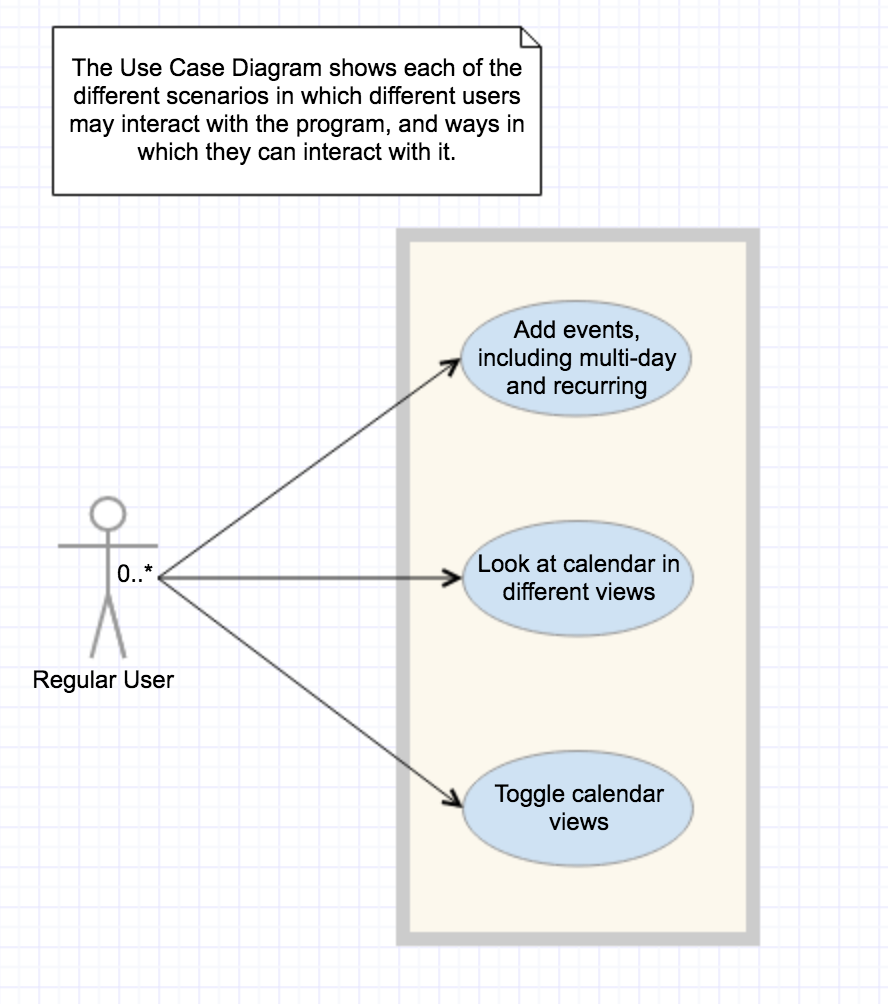 The Use Case Diagram shows each of the
different scenarios in which different users
may interact with the program, and ways in
which they can interact with it.
Add events,
including multi-day
and recurring
0..*
Look at calendar in
different views
Regular User
Toggle calendar
views